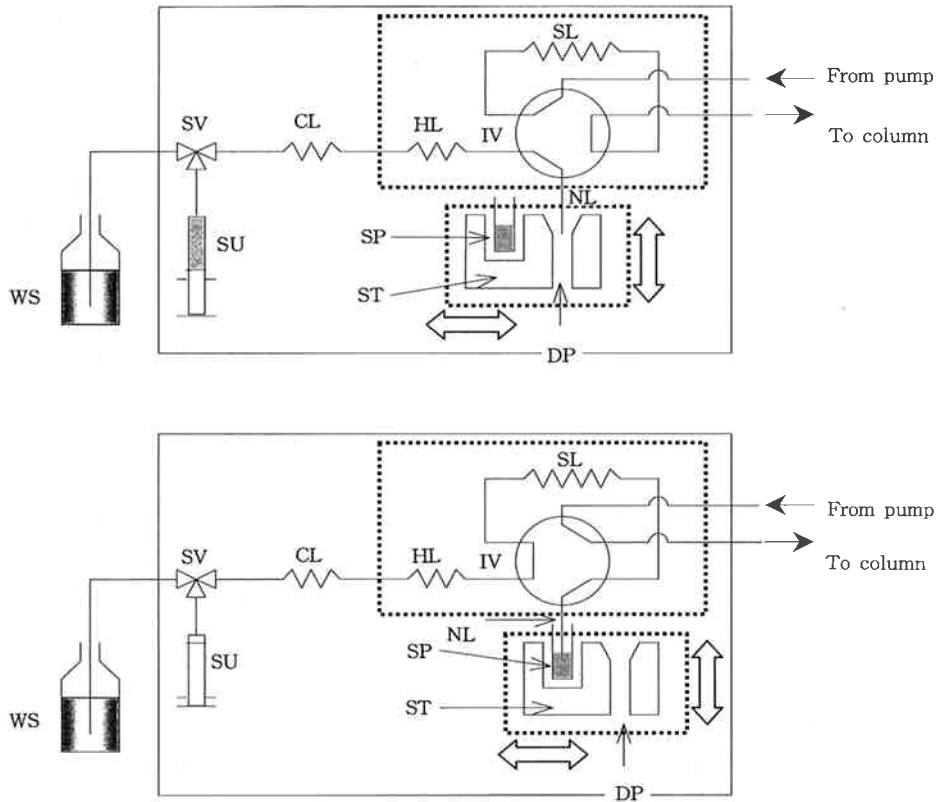 SL
From pump
SV
CL
HL
IV
To column
NL
SP
SU
WS
ST
DP
SL
From pump
SV
CL
HL
IV
To column
NL
SP
SU
WS
ST
DP